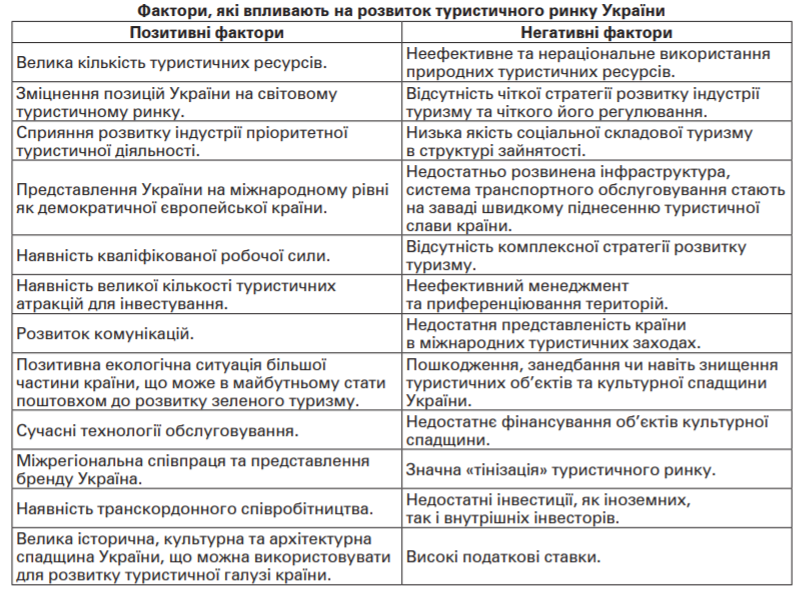 Фактори, які впливають на розвиток туристичного ринку України
Позитивні фактори
Негативні фактори
Велика кількість туристичних ресурсів.
Неефективне та нераціональне використання
природних туристичних ресурсів.
Зміцнення позицій України на світовому
туристичному ринку.
Відсутність чіткої стратегії розвитку індустрії
туризму та чіткого його регулювання.
Сприяння розвитку індустрії пріоритетної
туристичної діяльності.
Низька якість соціальної складової туризму
в структурі зайнятості.
Представлення України на міжнародному рівні
як демократичної європейської країни.
Недостатньо розвинена інфраструктура,
система транспортного обслуговування стають
на заваді швидкому піднесенню туристичної
слави країни.
Наявність кваліфікованої робочої сили.
Відсутність комплексної стратегії розвитку
туризму.
Наявність великої кількості туристичних
атракцій для інвестування.
Неефективний менеджмент
та приференціювання територій.
Розвиток комунікацій.
Недостатня представленість країни
в міжнародних туристичних заходах.
Позитивна екологічна ситуація більшої
частини країни, що може в майбутньому стати
поштовхом до розвитку зеленого туризму.
Пошкодження, занедбання чи навіть знищення
туристичних об’єктів та культурної спадщини
України.
Сучасні технології обслуговування.
Недостатнє фінансування об’єктів культурної
спадщини.
Міжрегіональна співпраця та представлення
бренду Україна.
Значна «тінізація» туристичного ринку.
Наявність транскордонного співробітництва.
Недостатні інвестиції, як іноземних,
так і внутрішніх інвесторів.
Велика історична, культурна та архітектурна
спадщина України, що можна використовувати
для розвитку туристичної галузі країни.
Високі податкові ставки.